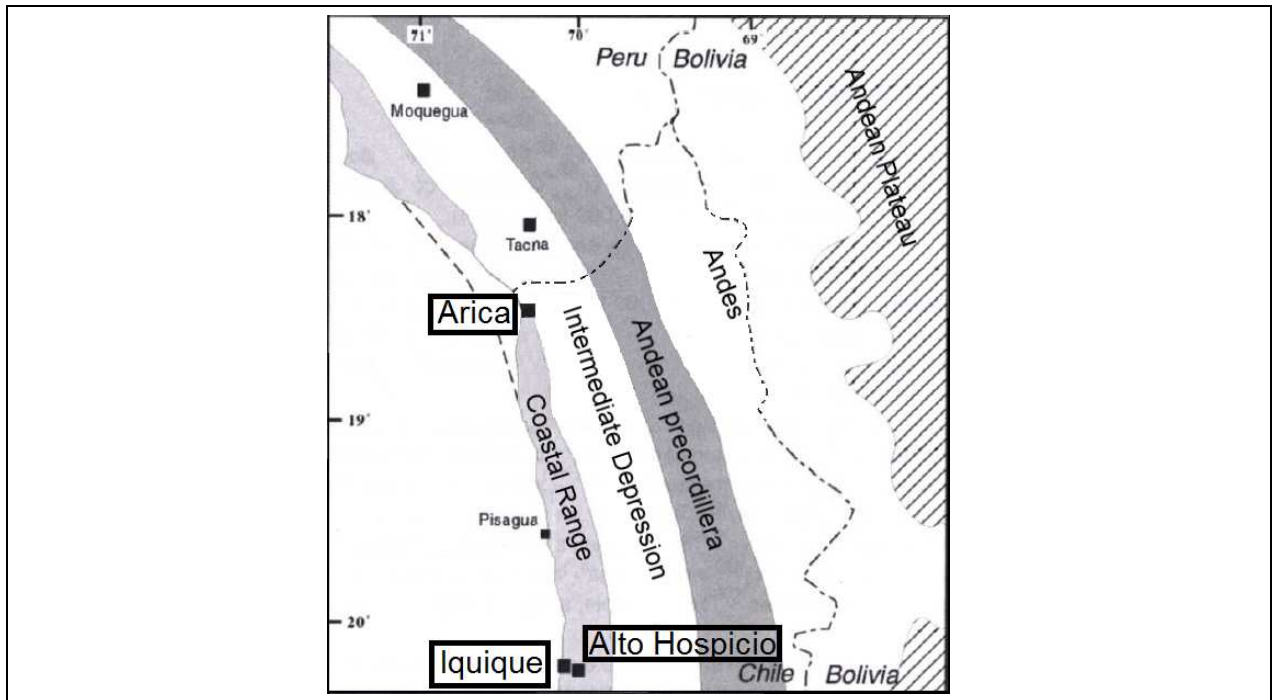 71°
70°
69°
Peru
Bolivia
Moquegua
Andean Plateau
18°
Tacna
Andes
Arica
Intermediate Depression
Andean precordillera
19°
Coastal Range
Pisagua
20°
Alto Hospicio
Iquique
Chile
Bolivia